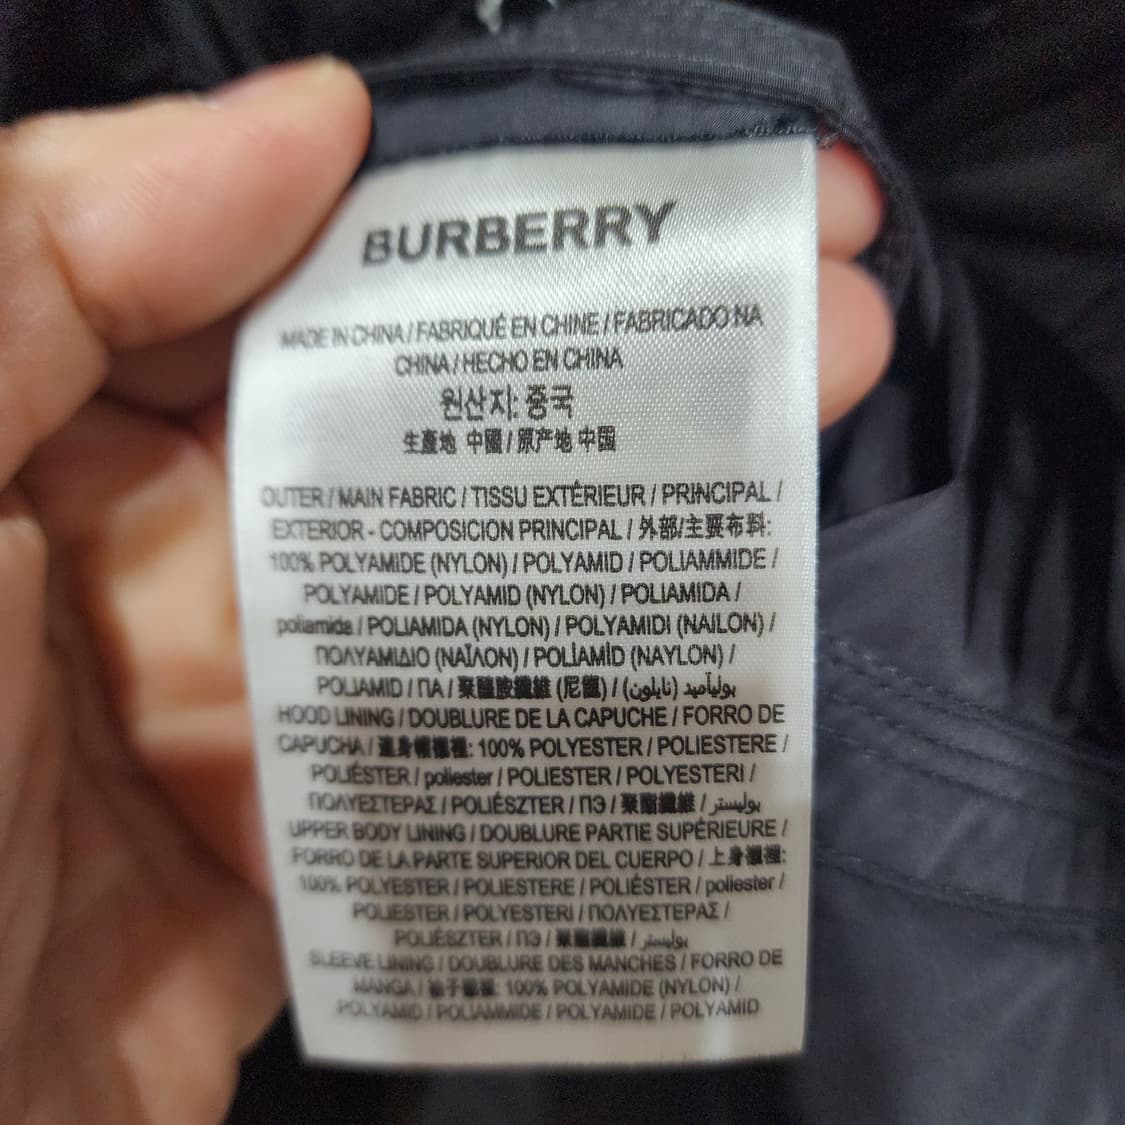 BURBERRY
MADE IN CHINA / FABRIQUÉ EN CHINE / FABRICADO NA
CHINA / HECHO EN CHINA
원산지: 중국
生產地 中國 / 原产地 中国
OUTER / MAIN FABRIC / TISSU EXTÉRIEUR / PRINCIPAL /
EXTERIOR - COMPOSICION PRINCIPAL / 外部/主要布料:
100% POLYAMIDE (NYLON) / POLYAMID / POLIAMMIDE /
POLYAMIDE / POLYAMID (NYLON) / POLIAMIDA /
poliamida / POLIAMIDA (NYLON) / POLYAMIDI (NAILON) /
ΠΟΛΥΑΜΙΔΙΟ (ΝΑΪΛΟΝ) / POLİAMİD (NAYLON) /
POLIAMID / ПА / 聚醯胺纖維 (尼龍) / بولياميد (نايلون)
HOOD LINING / DOUBLURE DE LA CAPUCHE / FORRO DE
CAPUCHA / 連身帽襯裡: 100% POLYESTER / POLIESTERE /
POLIÉSTER / poliester / POLIESTER / POLYESTERI /
ΠΟΛΥΕΣΤΕΡΑΣ / POLIÉSZTER / ПЭ / 聚酯纖維 / بوليستر
UPPER BODY LINING / DOUBLURE PARTIE SUPÉRIEURE /
FORRO DE LA PARTE SUPERIOR DEL CUERPO / 上身襯裡:
100% POLYESTER / POLIESTERE / POLIÉSTER / poliester /
POLIESTER / POLYESTERI / ΠΟΛΥΕΣΤΕΡΑΣ /
POLIÉSZTER / ПЭ / 聚酯纖維 / بوليستر
SLEEVE LINING / DOUBLURE DES MANCHES / FORRO DE
MANGA / 袖子襯裡: 100% POLYAMIDE (NYLON) /
POLYAMID / POLIAMMIDE / POLYAMIDE / POLYAMID